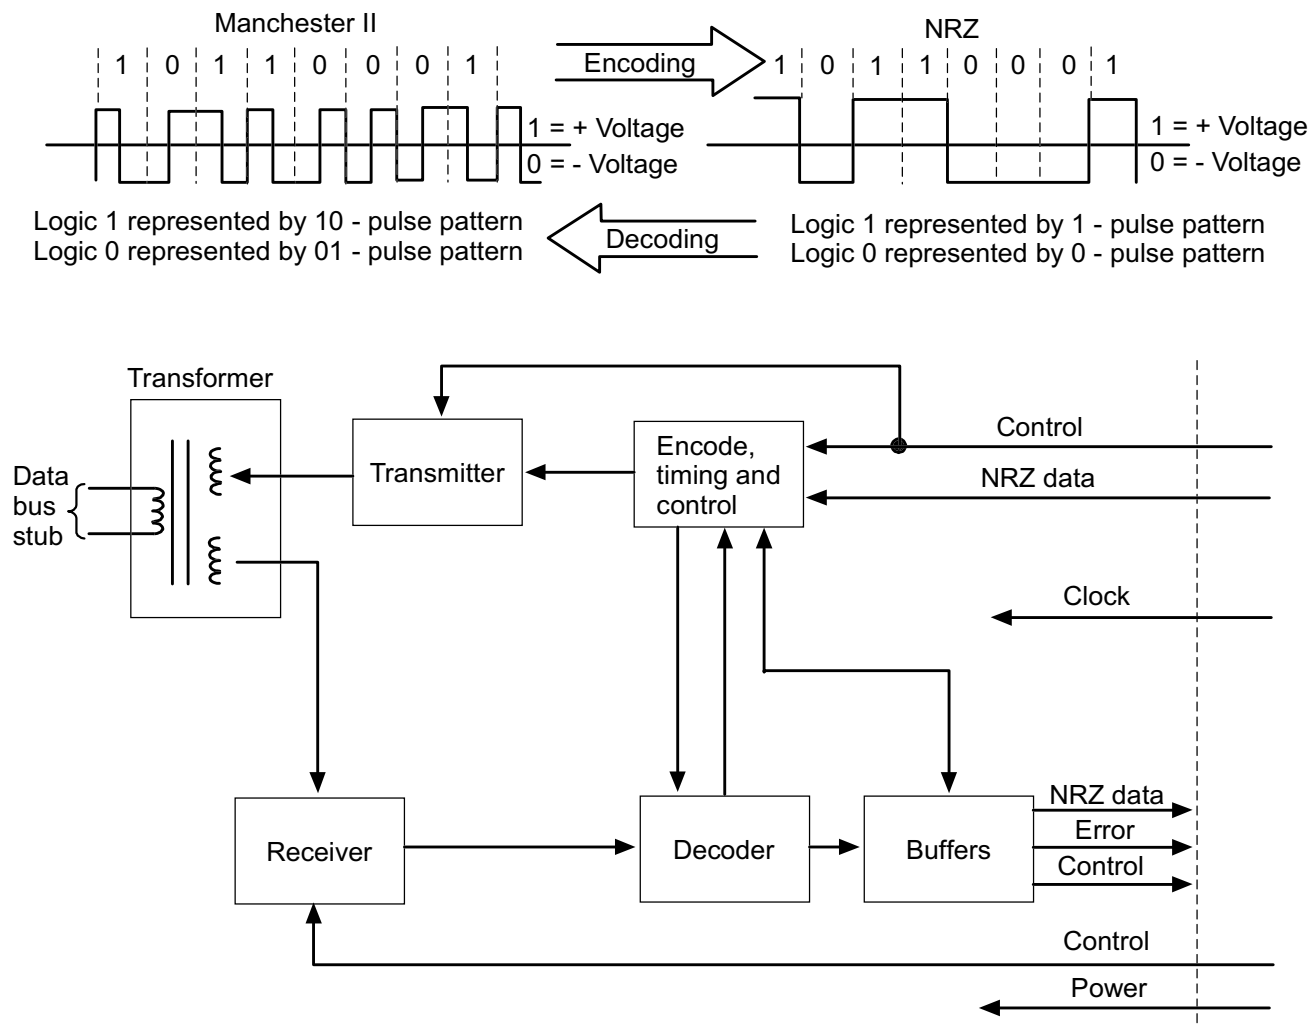 Manchester II
NRZ
1 0 1 1 0 0 0 1
Encoding
1 0 1 1 0 0 0 1
1 = + Voltage
0 = - Voltage
1 = + Voltage
0 = - Voltage
Logic 1 represented by 10 - pulse pattern
Logic 0 represented by 01 - pulse pattern
Decoding
Logic 1 represented by 1 - pulse pattern
Logic 0 represented by 0 - pulse pattern
Transformer
Data
bus
stub
Transmitter
Encode,
timing and
control
Control
NRZ data
Clock
Receiver
Decoder
Buffers
NRZ data
Error
Control
Control
Power